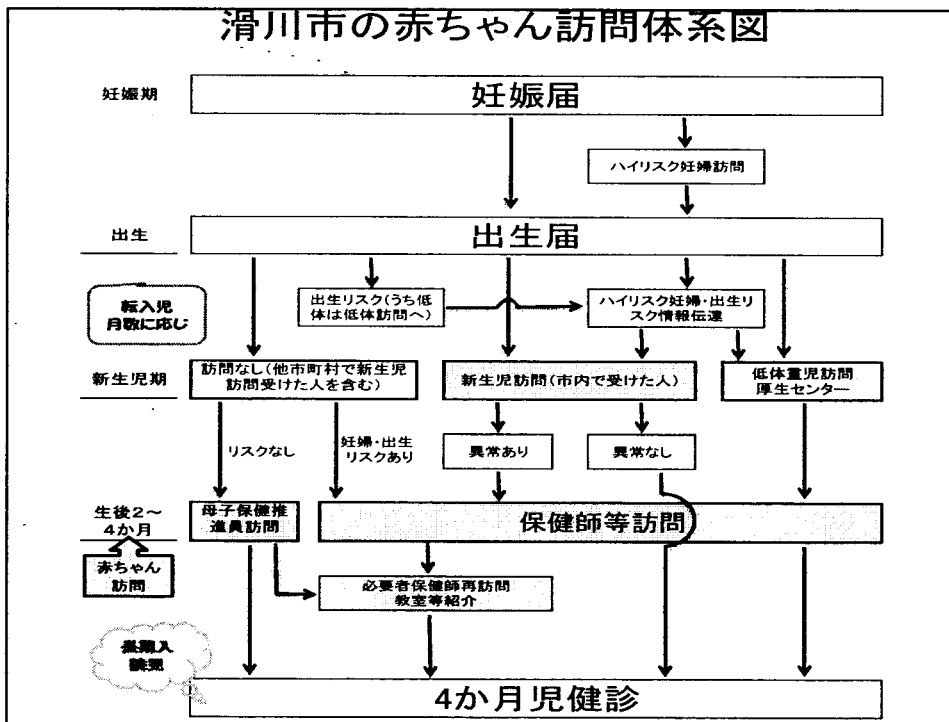 滑川市の赤ちゃん訪問体系図
妊娠期
妊娠届
ハイリスク妊婦訪問
出生
出生届
転入児
月数に応じ
出生リスク(うち低
体は低体訪問へ)
ハイリスク妊婦・出生リ
スク情報伝達
新生児期
訪問なし(他市町村で新生児
訪問受けた人を含む)
新生児訪問(市内で受けた人)
低体重児訪問
厚生センター
リスクなし
妊婦・出生
リスクあり
異常あり
異常なし
生後2~
4か月
母子保健推
進員訪問
保健師等訪問
赤ちゃん
訪問
必要者保健師再訪問
教室等紹介
4か月児健診